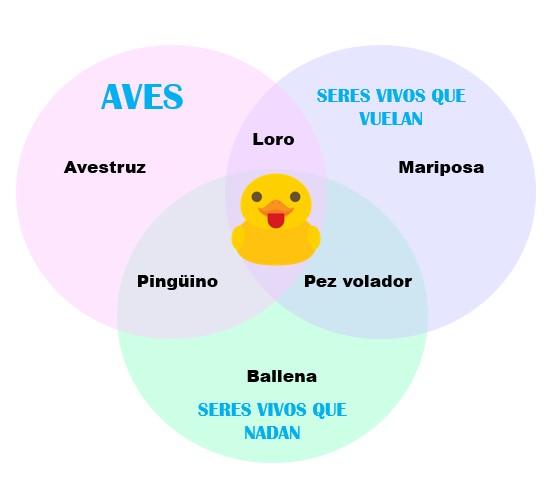 AVES
SERES VIVOS QUE
VUELAN
Loro
Avestruz
Mariposa
Pingüino
Pez volador
Ballena
SERES VIVOS QUE
NADAN